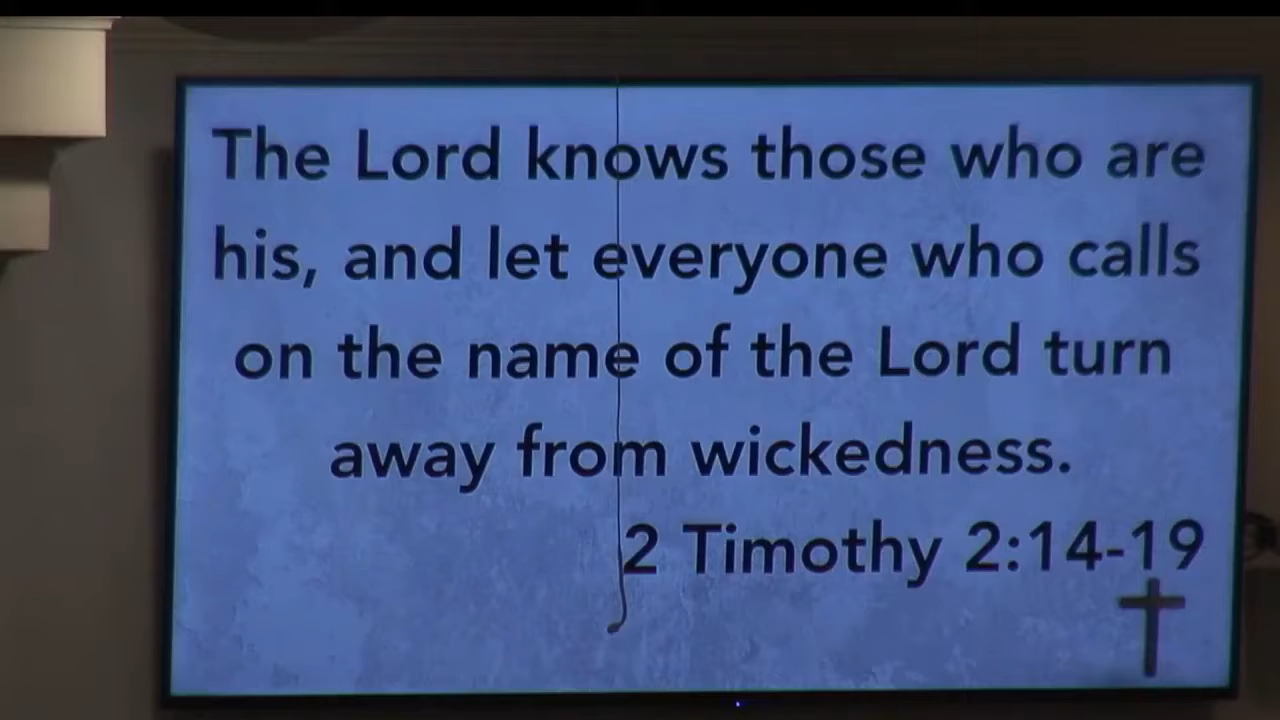 The Lord knows those who are
his, and let everyone who calls
on the name of the Lord turn
away from wickedness.
2 Timothy 2:14-19